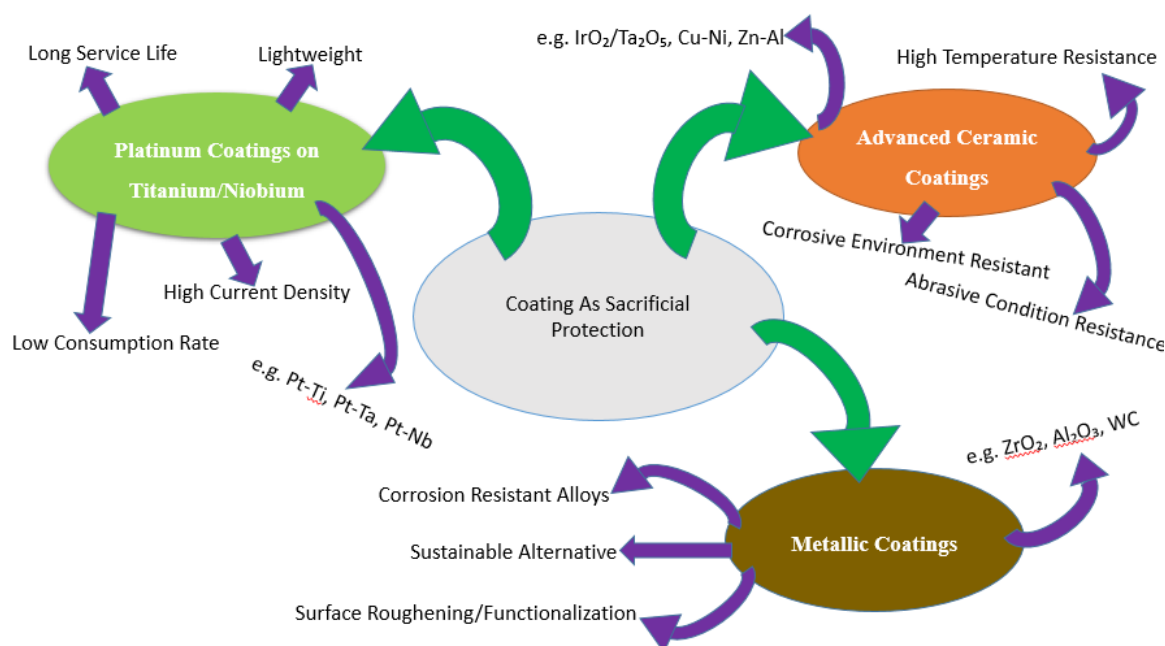 Long Service Life
Lightweight
Platinum Coatings on
Titanium/Niobium
High Current Density
Low Consumption Rate
e.g. Pt-Ti, Pt-Ta, Pt-Nb
Coating As Sacrificial
Protection
e.g. IrO₂/Ta₂O₅, Cu-Ni, Zn-Al
High Temperature Resistance
Advanced Ceramic
Coatings
Corrosive Environment Resistant
Abrasive Condition Resistance
e.g. ZrO₂, Al₂O₃, WC
Corrosion Resistant Alloys
Metallic Coatings
Sustainable Alternative
Surface Roughening/Functionalization